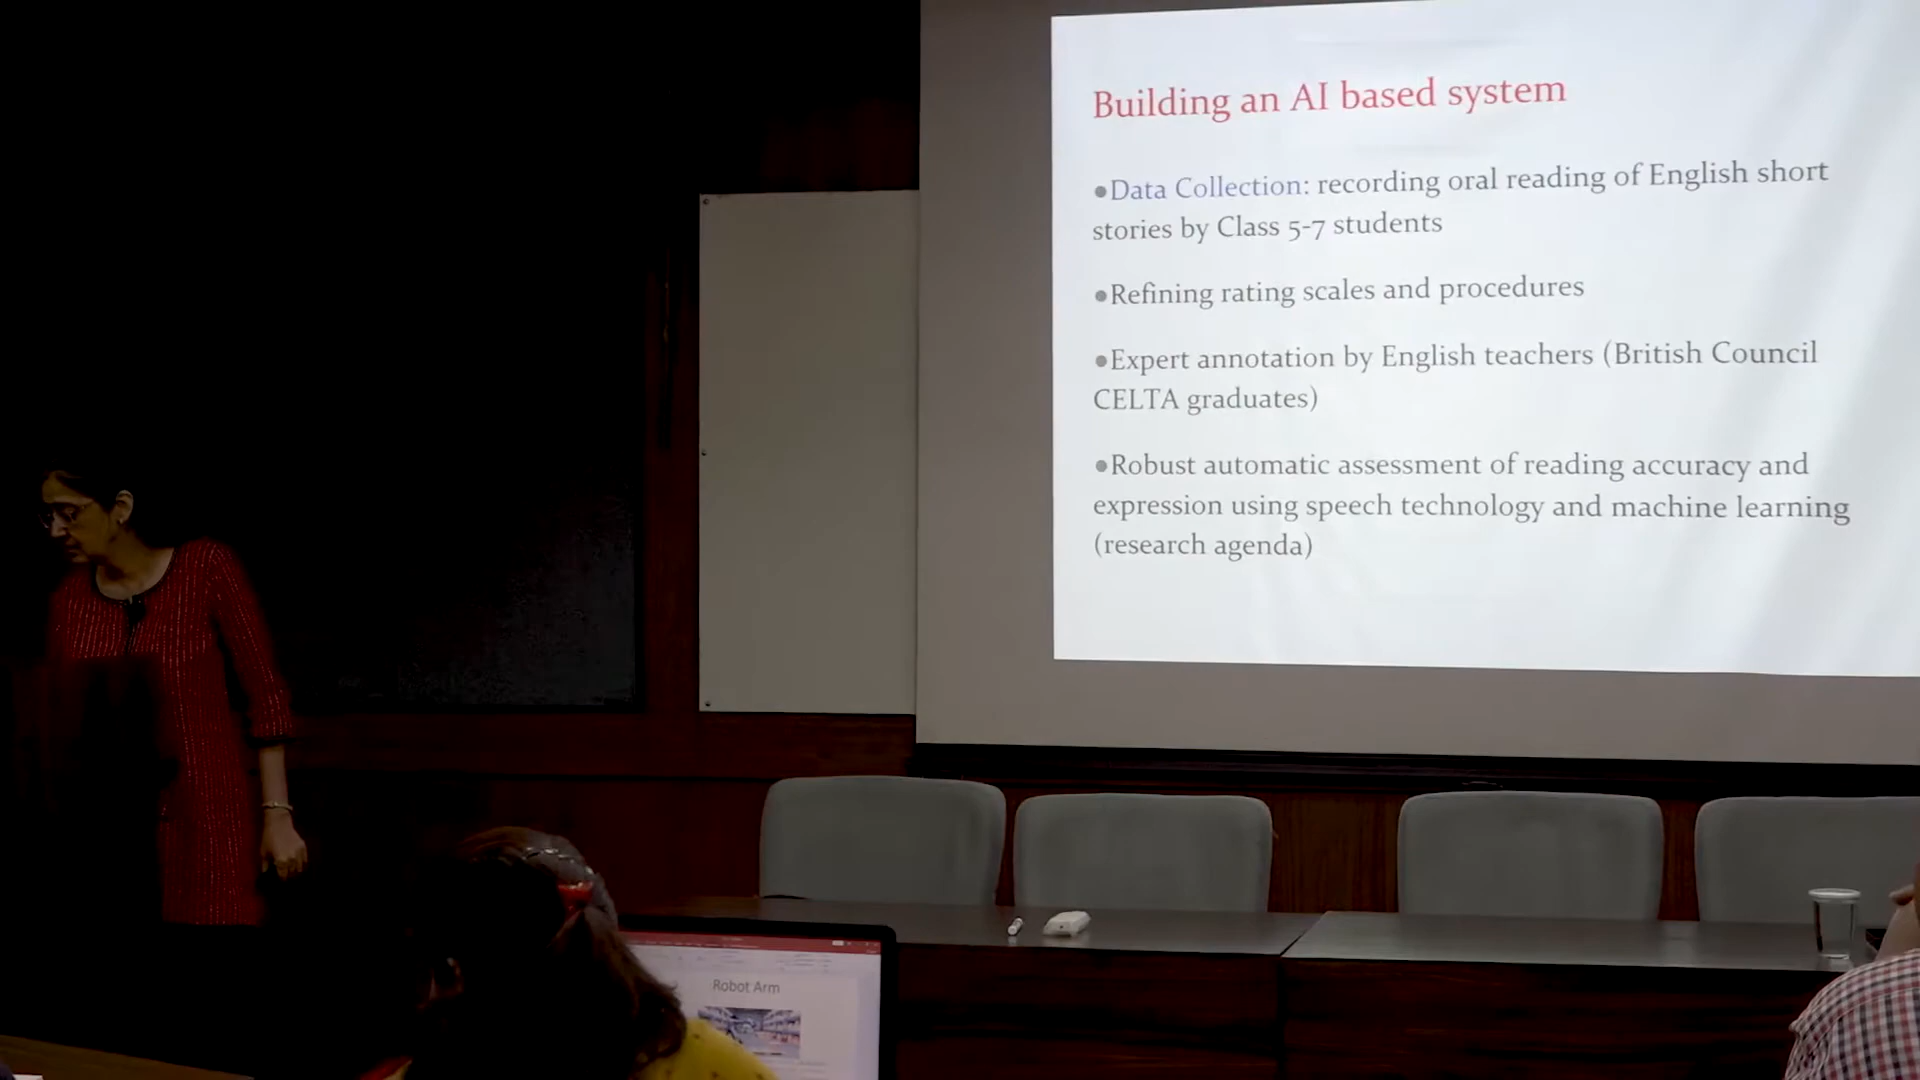 Building an AI based system
•Data Collection: recording oral reading of English short
stories by Class 5-7 students
•Refining rating scales and procedures
•Expert annotation by English teachers (British Council
CELTA graduates)
•Robust automatic assessment of reading accuracy and
expression using speech technology and machine learning
(research agenda)
Robot Arm